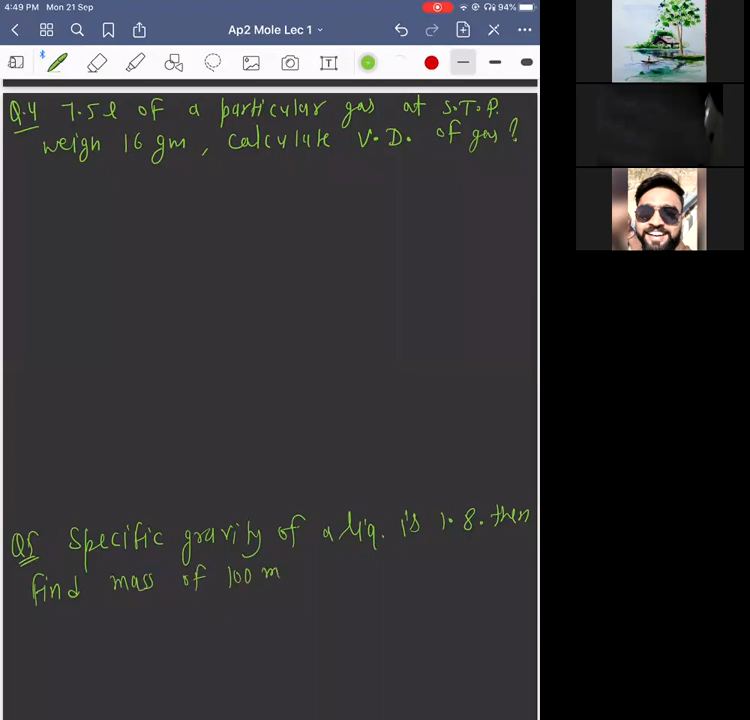 4:49 PM Mon 21 Sep
94%
Ap2 Mole Lec 1
T
Q.4 7.5l of a particular gas at S.T.P.
weigh 16 gm, calculate V.D. of gas?
Q5 Specific gravity of a liq. is 1.8. then
find mass of 100 m